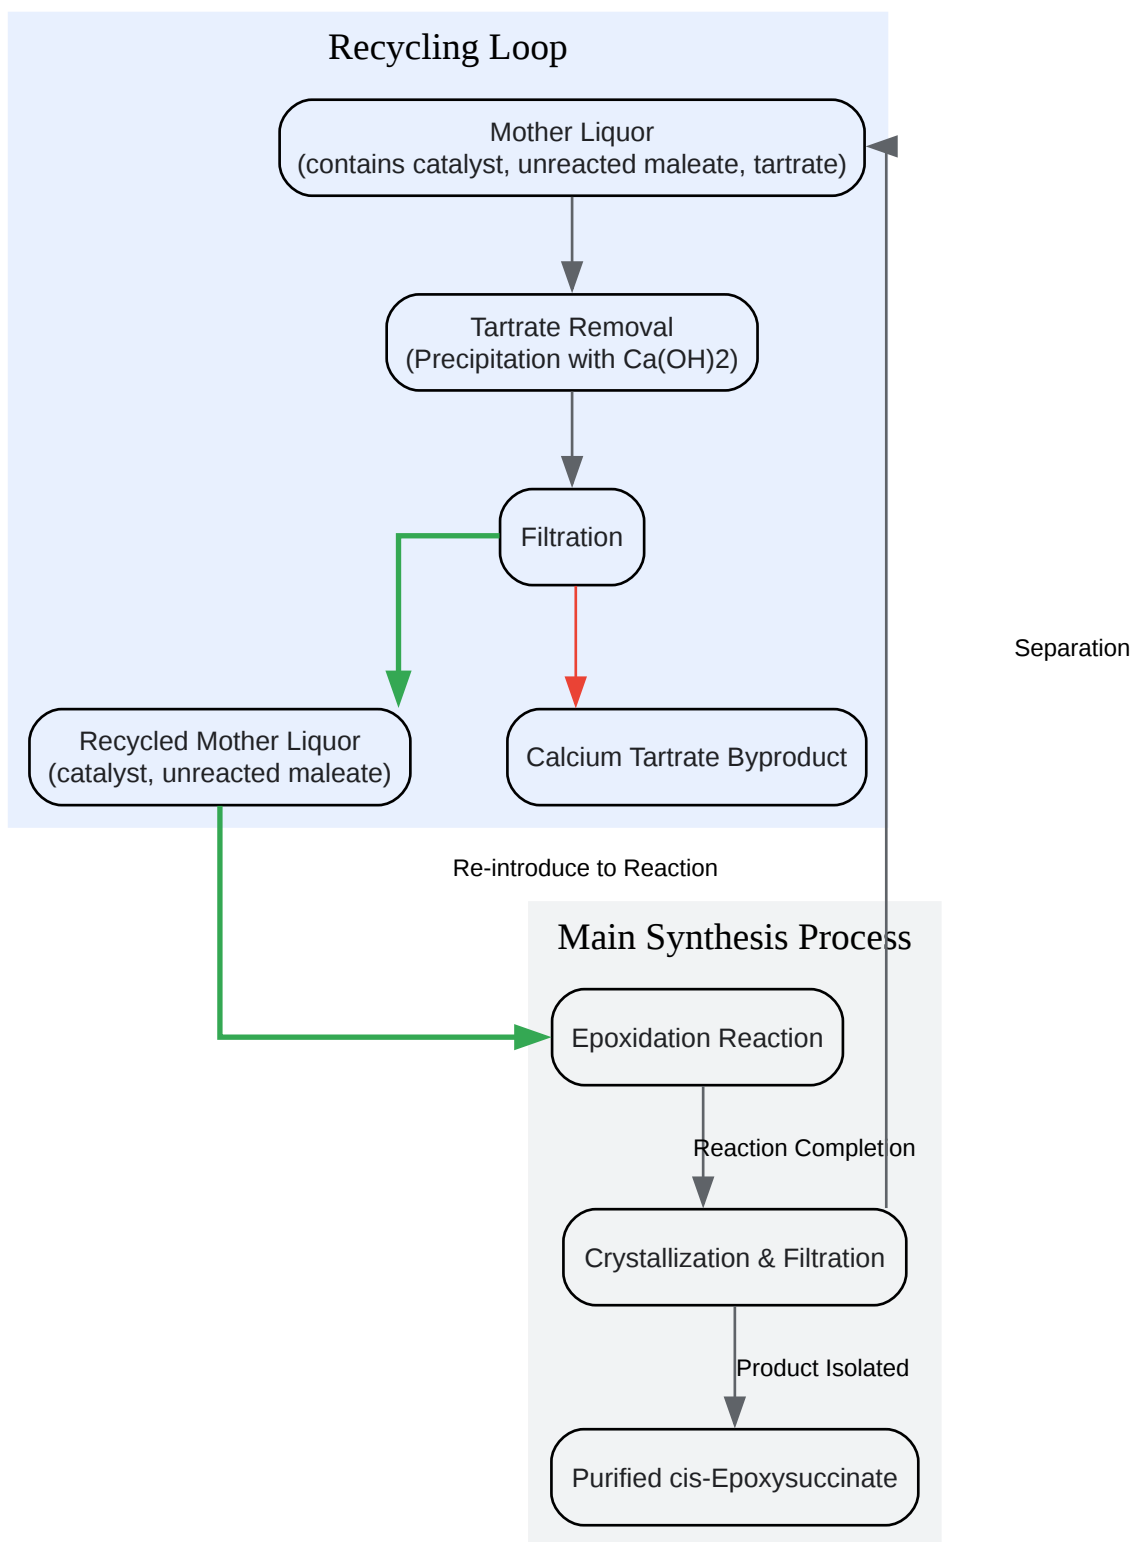 Recycling Loop
Mother Liquor
(contains catalyst, unreacted maleate, tartrate)
Tartrate Removal
(Precipitation with Ca(OH)2)
Filtration
Separation
Recycled Mother Liquor
(catalyst, unreacted maleate)
Calcium Tartrate Byproduct
Re-introduce to Reaction
Main Synthesis Process
Epoxidation Reaction
Reaction Completion
Crystallization & Filtration
Product Isolated
Purified cis-Epoxysuccinate